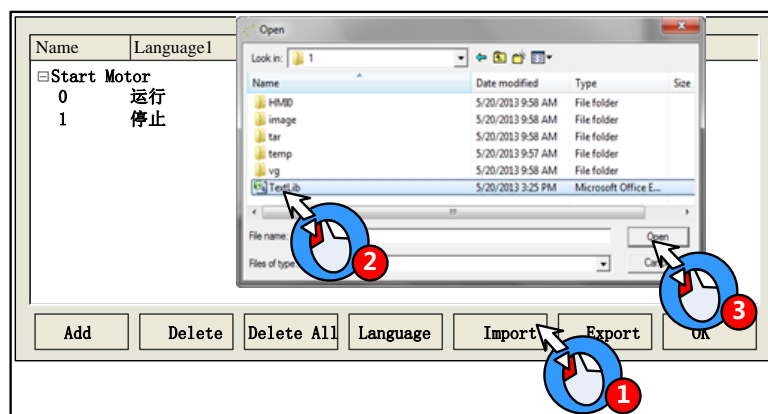 Open
Name Language1
Look in: 1
Name Date modified Type Size
⊟Start Motor
HMI0 5/20/2013 9:58 AM File folder
0 运行
image 5/20/2013 9:58 AM File folder
1 停止
tar 5/20/2013 9:58 AM File folder
temp 5/20/2013 9:57 AM File folder
vg 5/20/2013 9:58 AM File folder
TextLib 5/20/2013 3:25 PM Microsoft Office E...
File name: Open
2
Files of type:
3
Add Delete Delete All Language Import Export OK
1